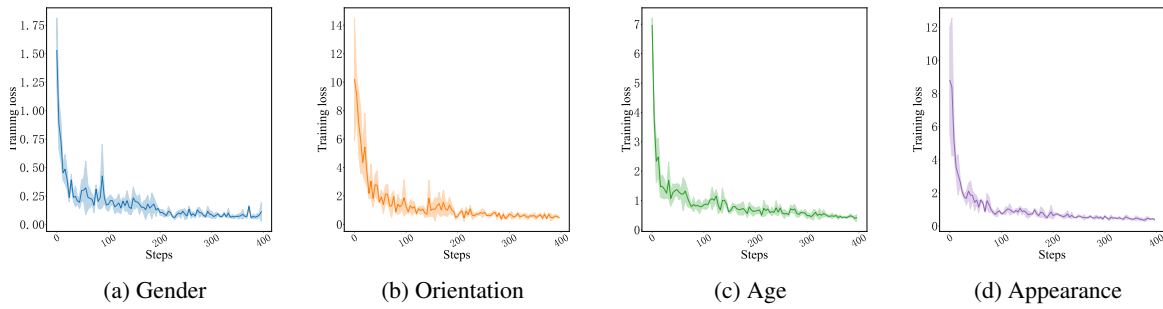 1.75
1.50
1.25
1.00
0.75
0.50
0.25
0.00
Training loss
0 100 200 300 400
Steps
(a) Gender
14
12
10
8
6
4
2
0
Training loss
0 100 200 300 400
Steps
(b) Orientation
7
6
5
4
3
2
1
0
Training loss
0 100 200 300 400
Steps
(c) Age
12
10
8
6
4
2
0
Training loss
0 100 200 300 400
Steps
(d) Appearance